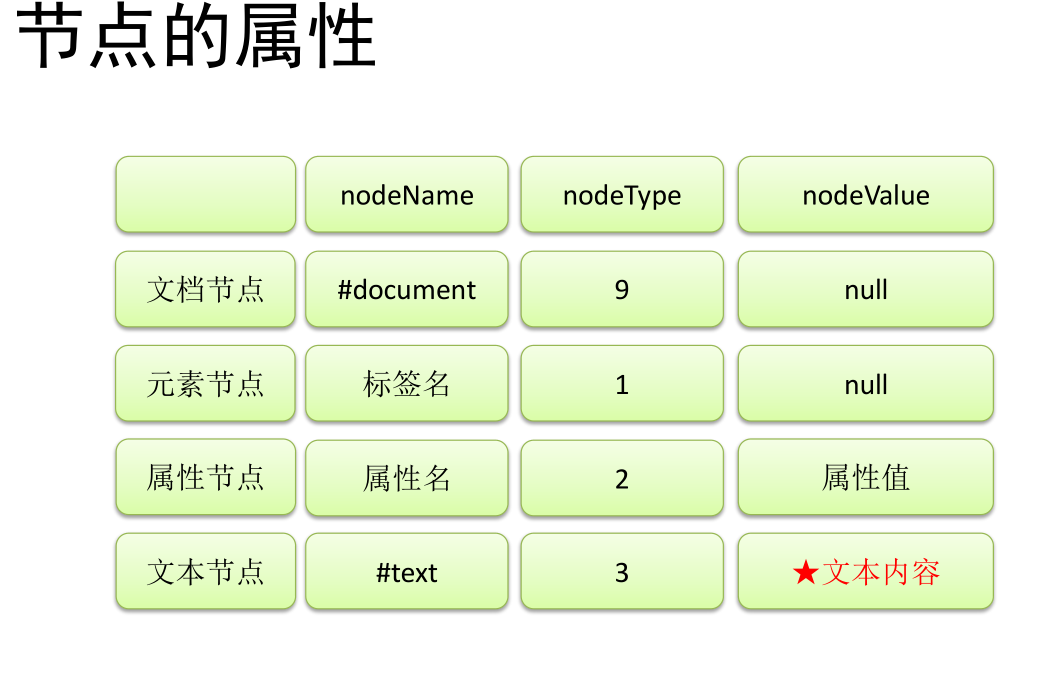 节点的属性
nodeName nodeType nodeValue
文档节点 #document 9 null
元素节点 标签名 1 null
属性节点 属性名 2 属性值
文本节点 #text 3 ★文本内容